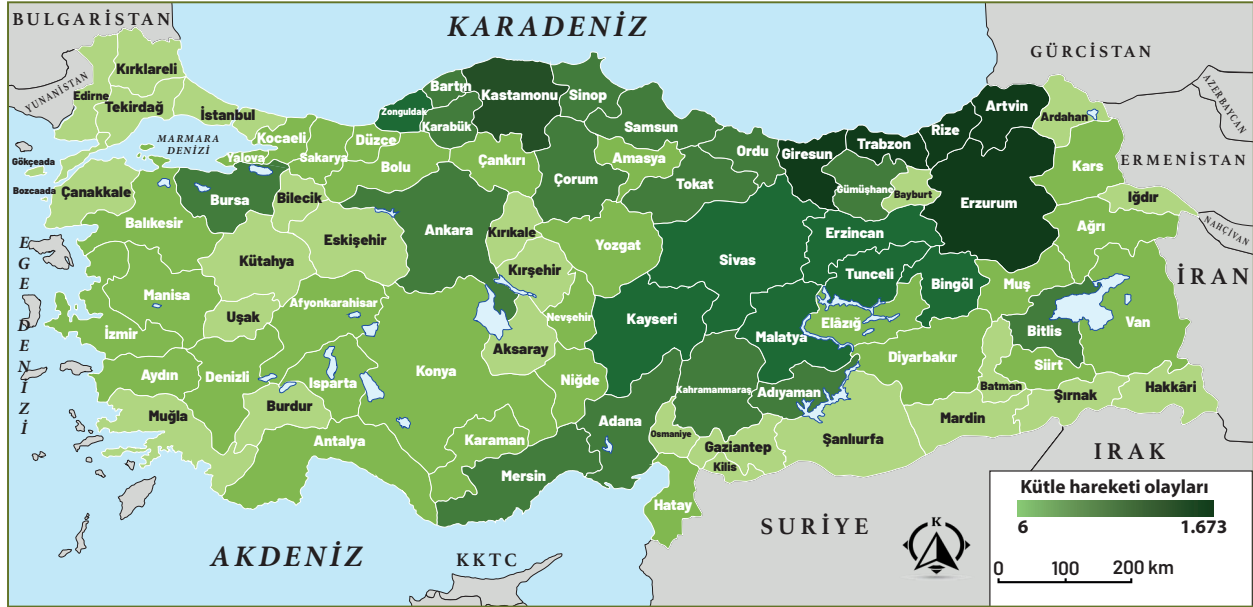 BULGARİSTAN
KARADENİZ
GÜRCİSTAN
YUNANİSTAN
AZERBAYCAN
ERMENİSTAN
NAHÇİVAN
İRAN
IRAK
SURİYE
KKTC
AKDENİZ
EGE DENİZİ
MARMARA
DENİZİ
Gökçeada
Bozcaada
Kırklareli
Edirne
Tekirdağ
İstanbul
Kocaeli
Yalova
Sakarya
Düzce
Bolu
Zonguldak
Bartın
Karabük
Kastamonu
Sinop
Çankırı
Samsun
Amasya
Çorum
Ordu
Tokat
Giresun
Trabzon
Gümüşhane
Bayburt
Rize
Artvin
Ardahan
Kars
Iğdır
Erzurum
Ağrı
Çanakkale
Balıkesir
Bursa
Bilecik
Eskişehir
Kütahya
Ankara
Kırıkale
Kırşehir
Yozgat
Sivas
Erzincan
Tunceli
Bingöl
Muş
Bitlis
Van
Manisa
İzmir
Uşak
Afyonkarahisar
Aksaray
Nevşehir
Kayseri
Malatya
Elâzığ
Diyarbakır
Batman
Siirt
Şırnak
Hakkâri
Aydın
Denizli
Isparta
Burdur
Muğla
Antalya
Konya
Karaman
Niğde
Mersin
Adana
Kahramanmaraş
Adıyaman
Osmaniye
Gaziantep
Kilis
Şanlıurfa
Mardin
Hatay
Kütle hareketi olayları
6 1.673
K
0 100 200 km